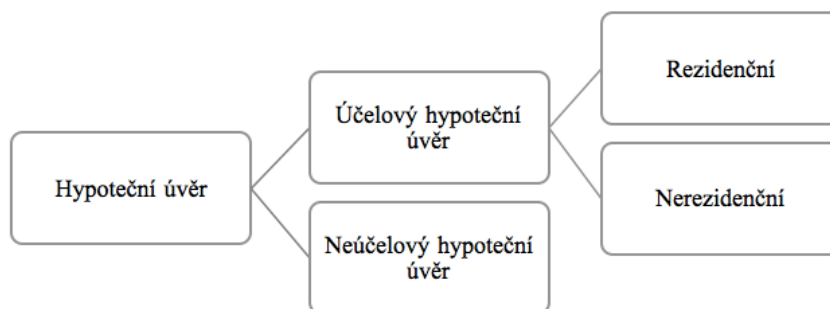 Hypoteční úvěr
Účelový hypoteční
úvěr
Neúčelový hypoteční
úvěr
Rezidenční
Nerezidenční